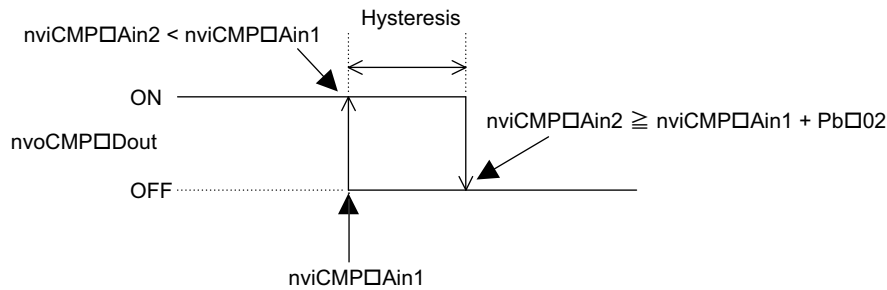 Hysteresis
nviCMP□Ain2 < nviCMP□Ain1
ON
nviCMP□Ain2 ≧ nviCMP□Ain1 + Pb□02
nvoCMP□Dout
OFF
nviCMP□Ain1